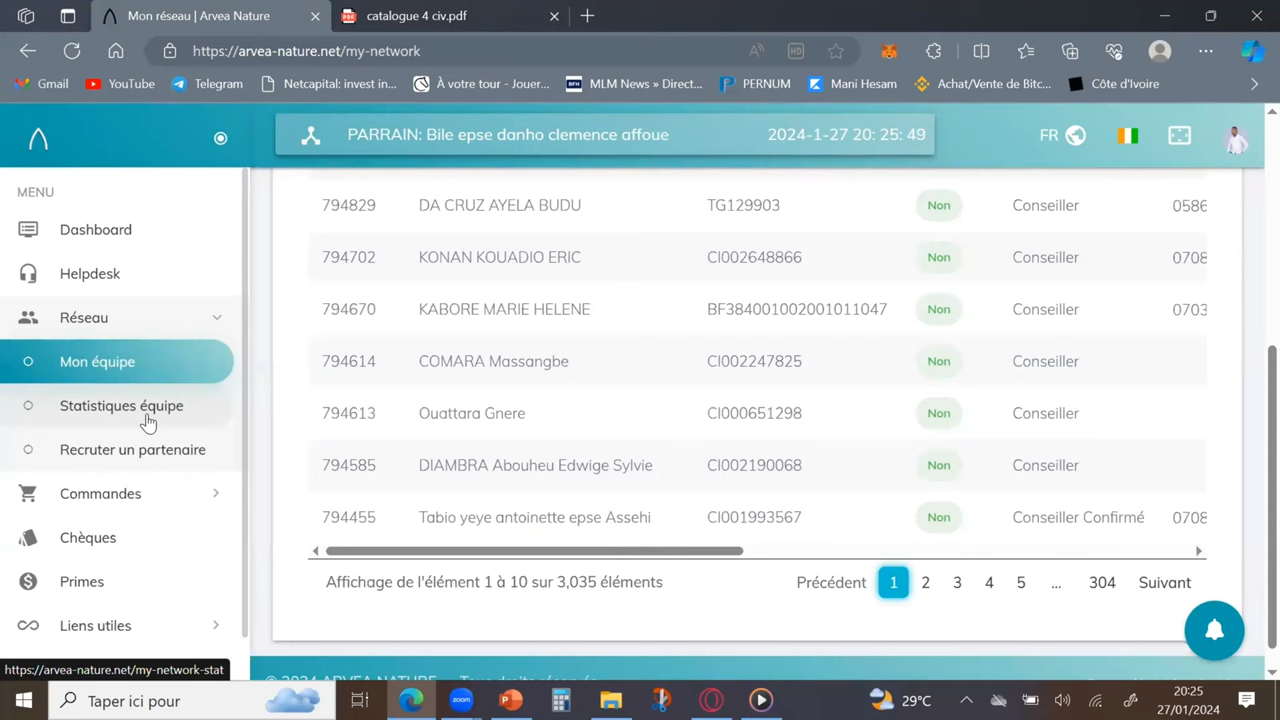 Mon réseau | Arvea Nature
catalogue 4 civ.pdf
https://arvea-nature.net/my-network
Gmail YouTube Telegram Netcapital: invest in... À votre tour - Jouer... MLM News » Direct... PERNUM Mani Hesam Achat/Vente de Bitc... Côte d'Ivoire
PARRAIN: Bile epse danho clemence affoue 2024-1-27 20: 25: 49 FR
MENU
Dashboard
Helpdesk
Réseau
Mon équipe
Statistiques équipe
Recruter un partenaire
Commandes
Chèques
Primes
Liens utiles
https://arvea-nature.net/my-network-stat
794829 DA CRUZ AYELA BUDU TG129903 Non Conseiller 0586
794702 KONAN KOUADIO ERIC CI002648866 Non Conseiller 0708
794670 KABORE MARIE HELENE BF384001002001011047 Non Conseiller 0703
794614 COMARA Massangbe CI002247825 Non Conseiller
794613 Ouattara Gnere CI000651298 Non Conseiller
794585 DIAMBRA Abouheu Edwige Sylvie CI002190068 Non Conseiller
794455 Tabio yeye antoinette epse Assehi CI001993567 Non Conseiller Confirmé 0708
Affichage de l'élément 1 à 10 sur 3,035 éléments
Précédent 1 2 3 4 5 ... 304 Suivant
Taper ici pour
29°C
20:25
27/01/2024